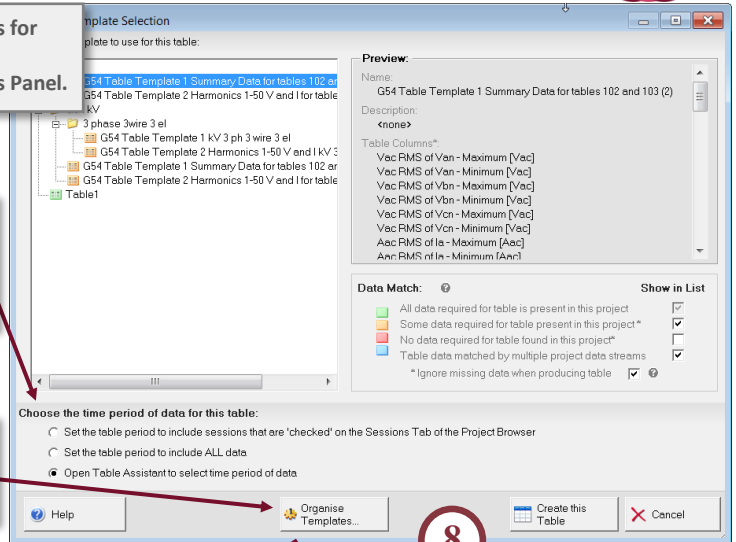 s for
s Panel.
mplate Selection
plate to use for this table:
G54 Table Template 1 Summary Data for tables 102 ar
G54 Table Template 2 Harmonics 1-50 V and I for table
kV
3 phase 3wire 3 el
G54 Table Template 1 kV 3 ph 3 wire 3 el
G54 Table Template 2 Harmonics 1-50 V and I kV 3
G54 Table Template 1 Summary Data for tables 102 ar
G54 Table Template 2 Harmonics 1-50 V and I for table
Table1
Preview:
Name:
G54 Table Template 1 Summary Data for tables 102 and 103 (2)
Description:
<none>
Table Columns*:
Vac RMS of Van - Maximum [Vac]
Vac RMS of Van - Minimum [Vac]
Vac RMS of Vbn - Maximum [Vac]
Vac RMS of Vbn - Minimum [Vac]
Vac RMS of Vcn - Maximum [Vac]
Vac RMS of Vcn - Minimum [Vac]
Aac RMS of Ia - Maximum [Aac]
Aac RMS of Ia - Minimum [Aac]
Data Match: Show in List
All data required for table is present in this project
Some data required for table present in this project*
No data required for table found in this project*
Table data matched by multiple project data streams
* Ignore missing data when producing table
Choose the time period of data for this table:
Set the table period to include sessions that are 'checked' on the Sessions Tab of the Project Browser
Set the table period to include ALL data
Open Table Assistant to select time period of data
Help
Organise
Templates...
8
Create this
Table
Cancel